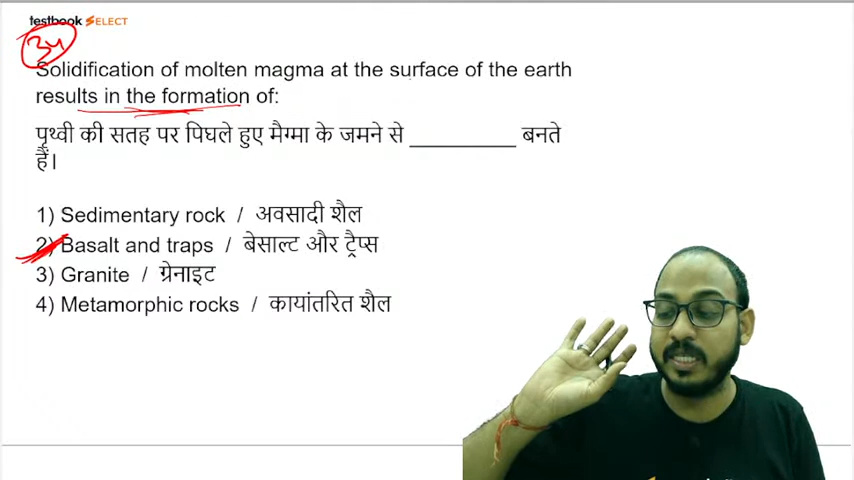 testbook SELECT
34
Solidification of molten magma at the surface of the earth
results in the formation of:
पृथ्वी की सतह पर पिघले हुए मैग्मा के जमने से __________ बनते
हैं।
1) Sedimentary rock / अवसादी शैल
2) Basalt and traps / बेसाल्ट और ट्रैप्स
3) Granite / ग्रेनाइट
4) Metamorphic rocks / कायांतरित शैल